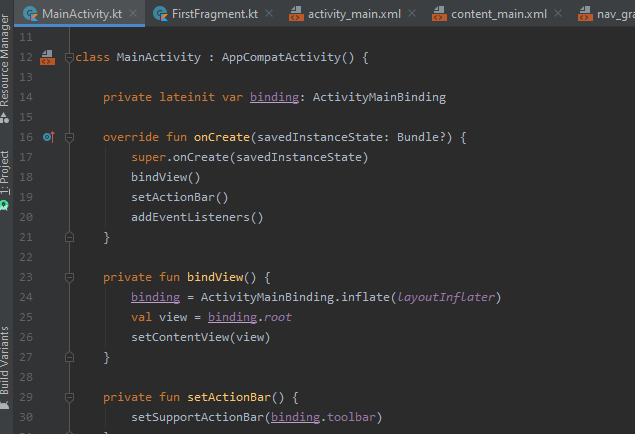 MainActivity.kt × FirstFragment.kt × activity_main.xml × content_main.xml × nav_gra
Resource Manager
1: Project
Build Variants
11
12 class MainActivity : AppCompatActivity() {
13
14 private lateinit var binding: ActivityMainBinding
15
16 override fun onCreate(savedInstanceState: Bundle?) {
17 super.onCreate(savedInstanceState)
18 bindView()
19 setActionBar()
20 addEventListeners()
21 }
22
23 private fun bindView() {
24 binding = ActivityMainBinding.inflate(layoutInflater)
25 val view = binding.root
26 setContentView(view)
27 }
28
29 private fun setActionBar() {
30 setSupportActionBar(binding.toolbar)